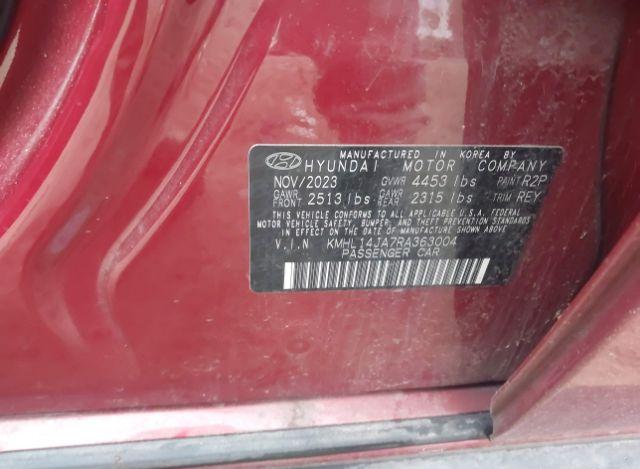 MANUFACTURED IN KOREA BY
HYUNDAI MOTOR COMPANY
NOV/2023 GVWR 4453 lbs PAINT R2P
GAWR FRONT 2513 lbs GAWR REAR 2315 lbs TRIM REY
THIS VEHICLE CONFORMS TO ALL APPLICABLE U.S.A. FEDERAL
MOTOR VEHICLE SAFETY, BUMPER, AND THEFT PREVENTION STANDARDS
IN EFFECT ON THE DATE OF MANUFACTURE SHOWN ABOVE.
V.I.N KMHL14JA7RA363004
PASSENGER CAR